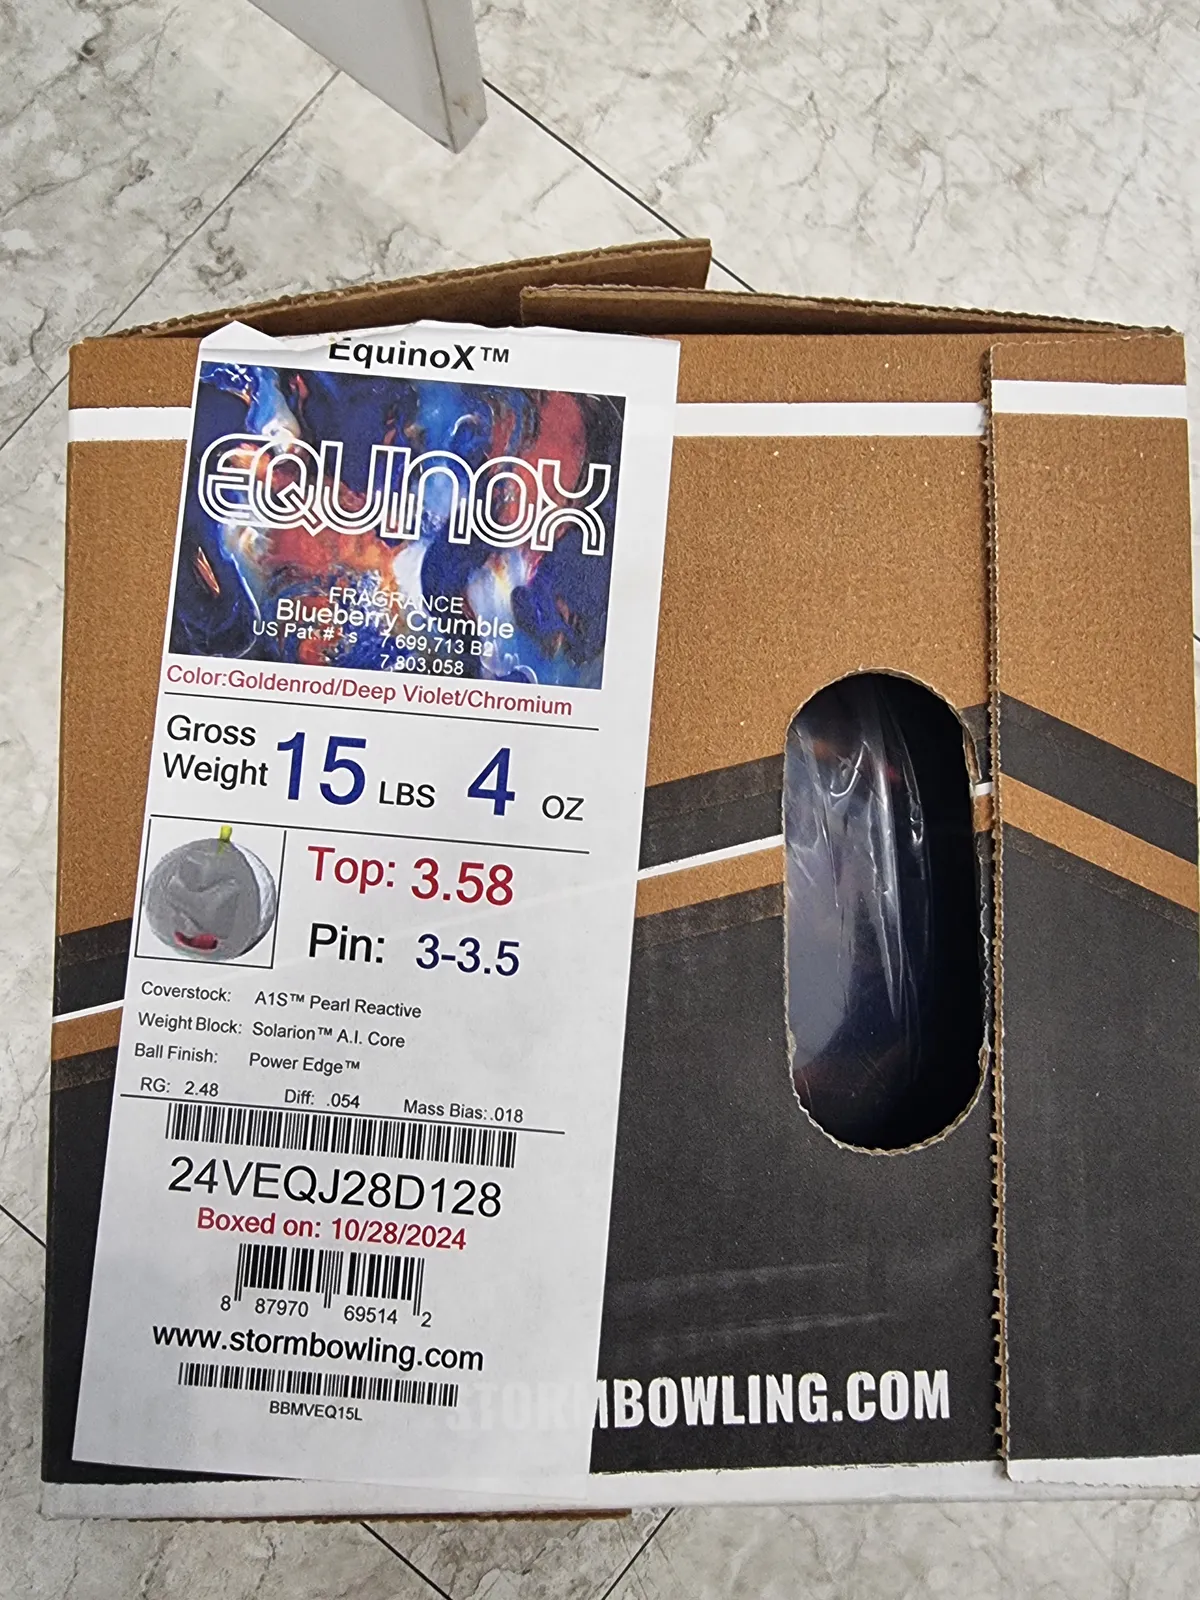 EquinoX™
EQUINOX
FRAGRANCE
Blueberry Crumble
US Pat. #'s 7,699,713 B2
7,803,058
Color:Goldenrod/Deep Violet/Chromium
Gross
Weight 15 LBS 4 OZ
Top: 3.58
Pin: 3-3.5
Coverstock: A1S™ Pearl Reactive
Weight Block: Solarion™ A.I. Core
Ball Finish: Power Edge™
RG: 2.48 Diff: .054 Mass Bias:.018
24VEQJ28D128
Boxed on: 10/28/2024
8 87970 69514 2
www.stormbowling.com
BBMVEQ15L
STORMBOWLING.COM